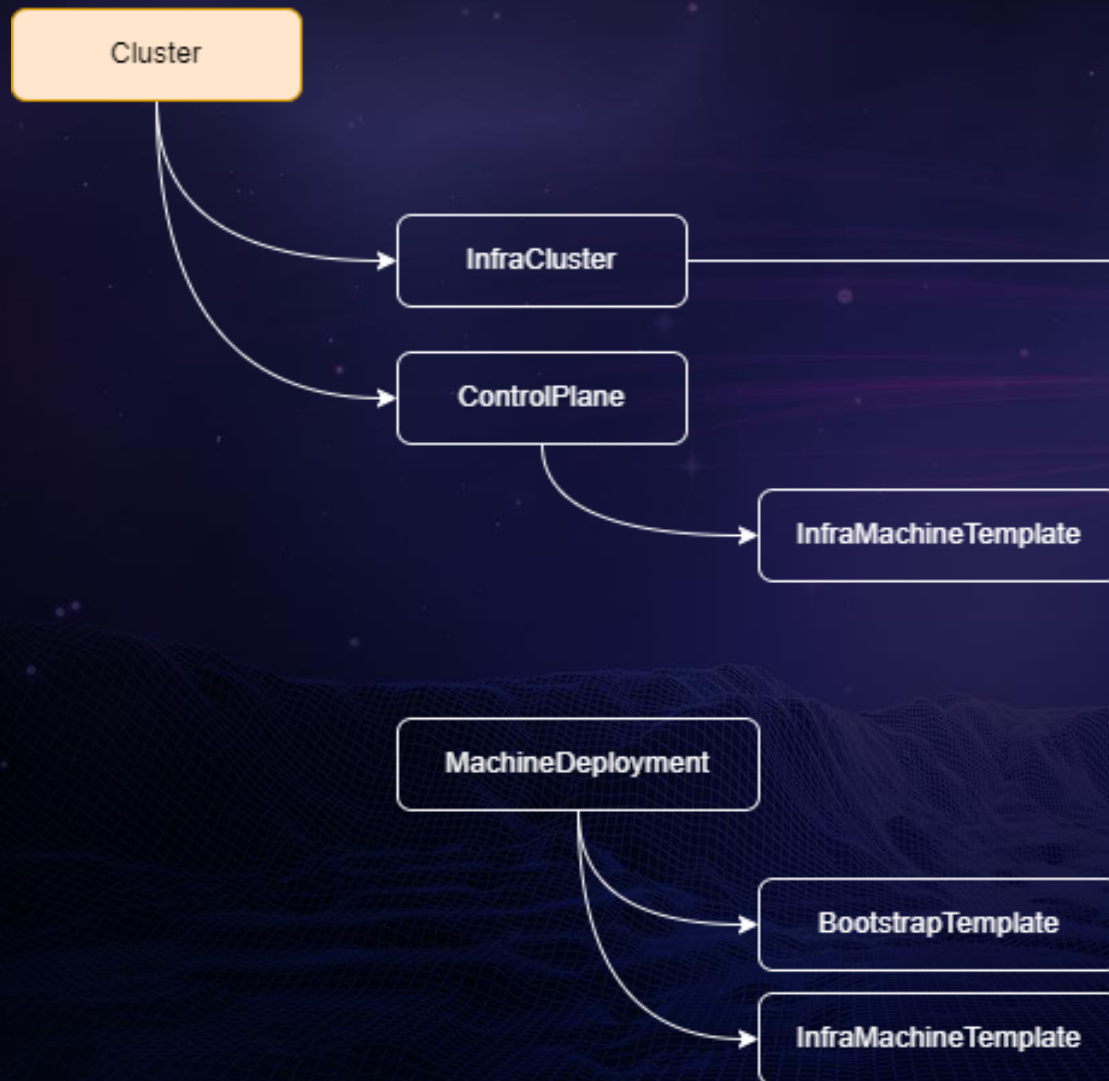 Cluster
InfraCluster
ControlPlane
InfraMachineTemplate
MachineDeployment
BootstrapTemplate
InfraMachineTemplate